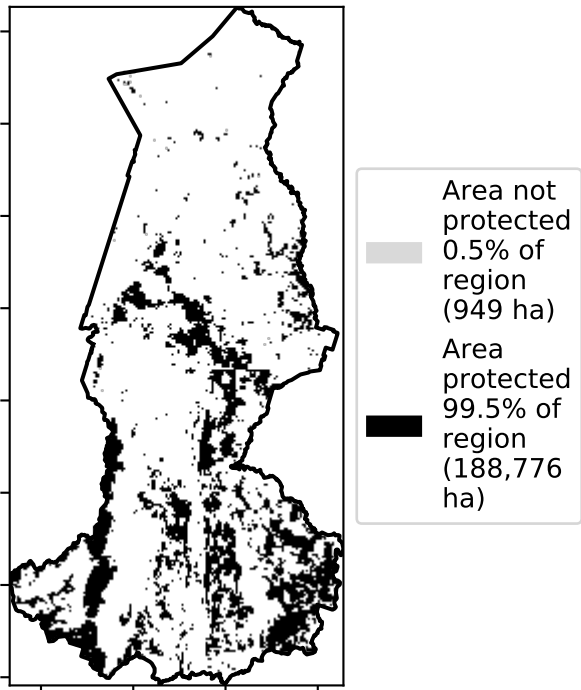 Area not
protected
0.5% of
region
(949 ha)
Area
protected
99.5% of
region
(188,776
ha)